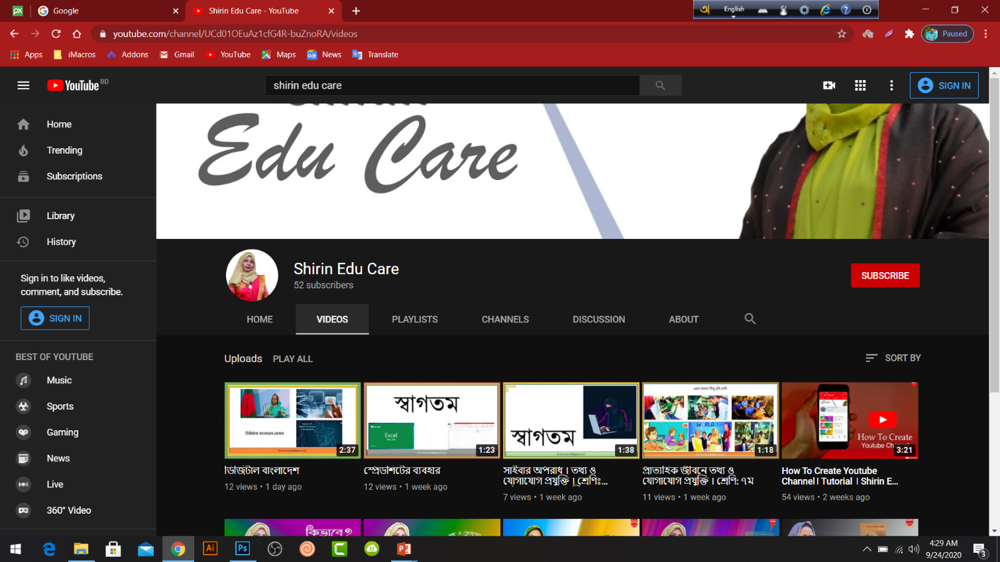 Google
Shirin Edu Care - YouTube
English
youtube.com/channel/UCd01OEuAz1cfG4R-buZnoRA/videos
Paused
Apps
iMacros
Addons
Gmail
YouTube
Maps
News
Translate
YouTube BD
shirin edu care
SIGN IN
Home
Trending
Subscriptions
Library
History
Sign in to like videos,
comment, and subscribe.
SIGN IN
BEST OF YOUTUBE
Music
Sports
Gaming
News
Live
360° Video
Edu Care
Shirin Edu Care
52 subscribers
SUBSCRIBE
HOME
VIDEOS
PLAYLISTS
CHANNELS
DISCUSSION
ABOUT
Uploads
PLAY ALL
SORT BY
ডিজিটাল বাংলাদেশ ঘোষনা
2:37
ডিজিটাল বাংলাদেশ
12 views • 1 day ago
স্বাগতম
Excel
1:23
স্প্রেডশিটের ব্যবহার
12 views • 1 week ago
স্বাগতম
1:38
সাইবার অপরাধ । তথ্য ও
যোগাযোগ প্রযুক্তি । শ্রেণিঃ...
7 views • 1 week ago
1:18
প্রাত্যহিক জীবনে তথ্য ও
যোগাযোগ প্রযুক্তি । শ্রেণি: ৭ম
11 views • 1 week ago
How To Create
Youtube Ch
3:21
How To Create Youtube
Channel। Tutorial । Shirin E...
54 views • 2 weeks ago
কিভাবে?
4:29 AM
9/24/2020
3